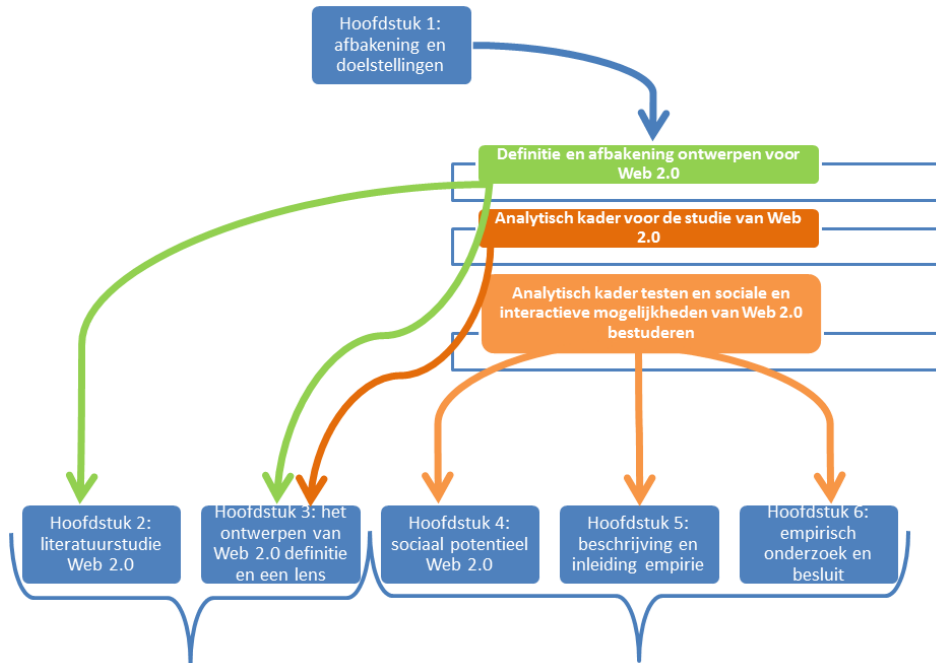 Hoofdstuk 1:
afbakening en
doelstellingen
Definitie en afbakening ontwerpen voor
Web 2.0
Analytisch kader voor de studie van Web
2.0
Analytisch kader testen en sociale en
interactieve mogelijkheden van Web 2.0
bestuderen
Hoofdstuk 2:
literatuurstudie
Web 2.0
Hoofdstuk 3: het
ontwerpen van
Web 2.0 definitie
en een lens
Hoofdstuk 4:
sociaal potentieel
Web 2.0
Hoofdstuk 5:
beschrijving en
inleiding empirie
Hoofdstuk 6:
empirisch
onderzoek en
besluit